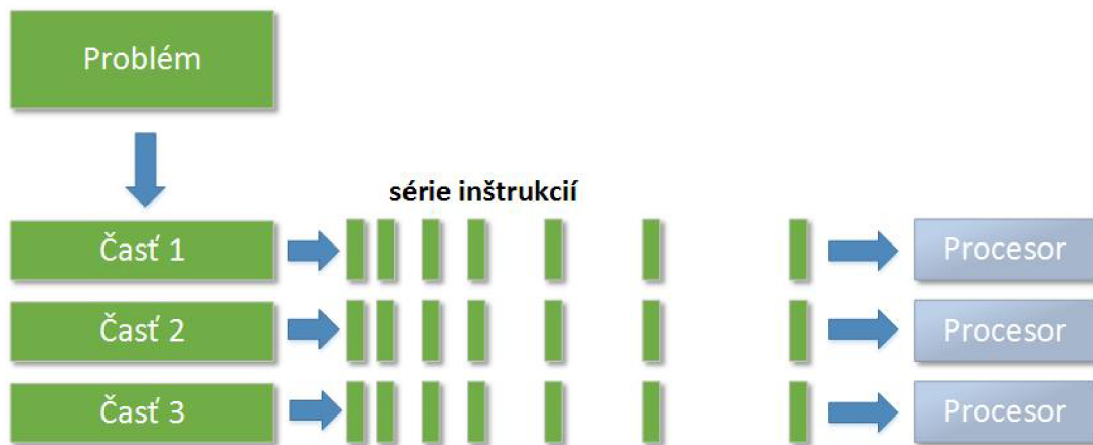 Problém
série inštrukcií
Časť 1
Procesor
Časť 2
Procesor
Časť 3
Procesor